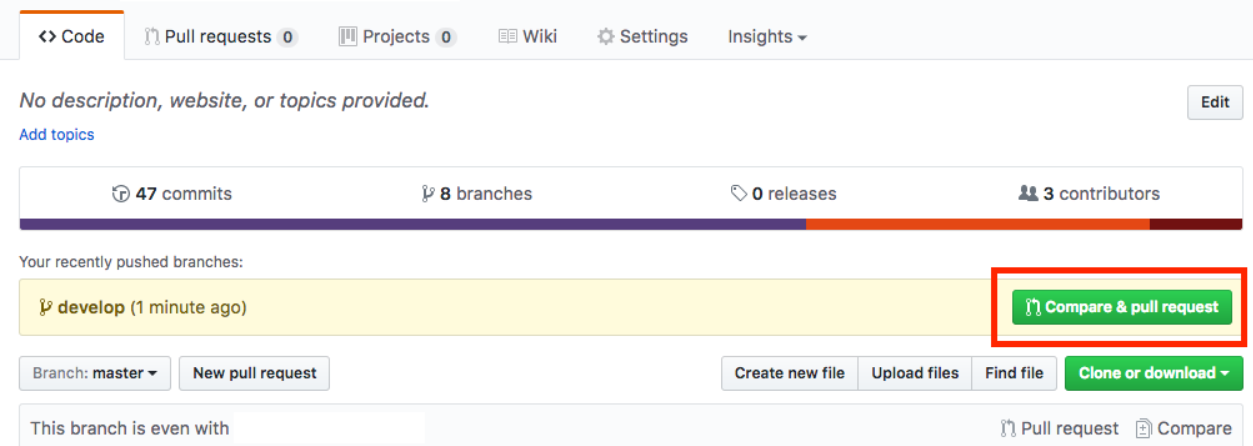 <> Code Pull requests 0 Projects 0 Wiki Settings Insights
No description, website, or topics provided. Edit
Add topics
47 commits 8 branches 0 releases 3 contributors
Your recently pushed branches:
develop (1 minute ago) Compare & pull request
Branch: master New pull request Create new file Upload files Find file Clone or download
This branch is even with Pull request Compare